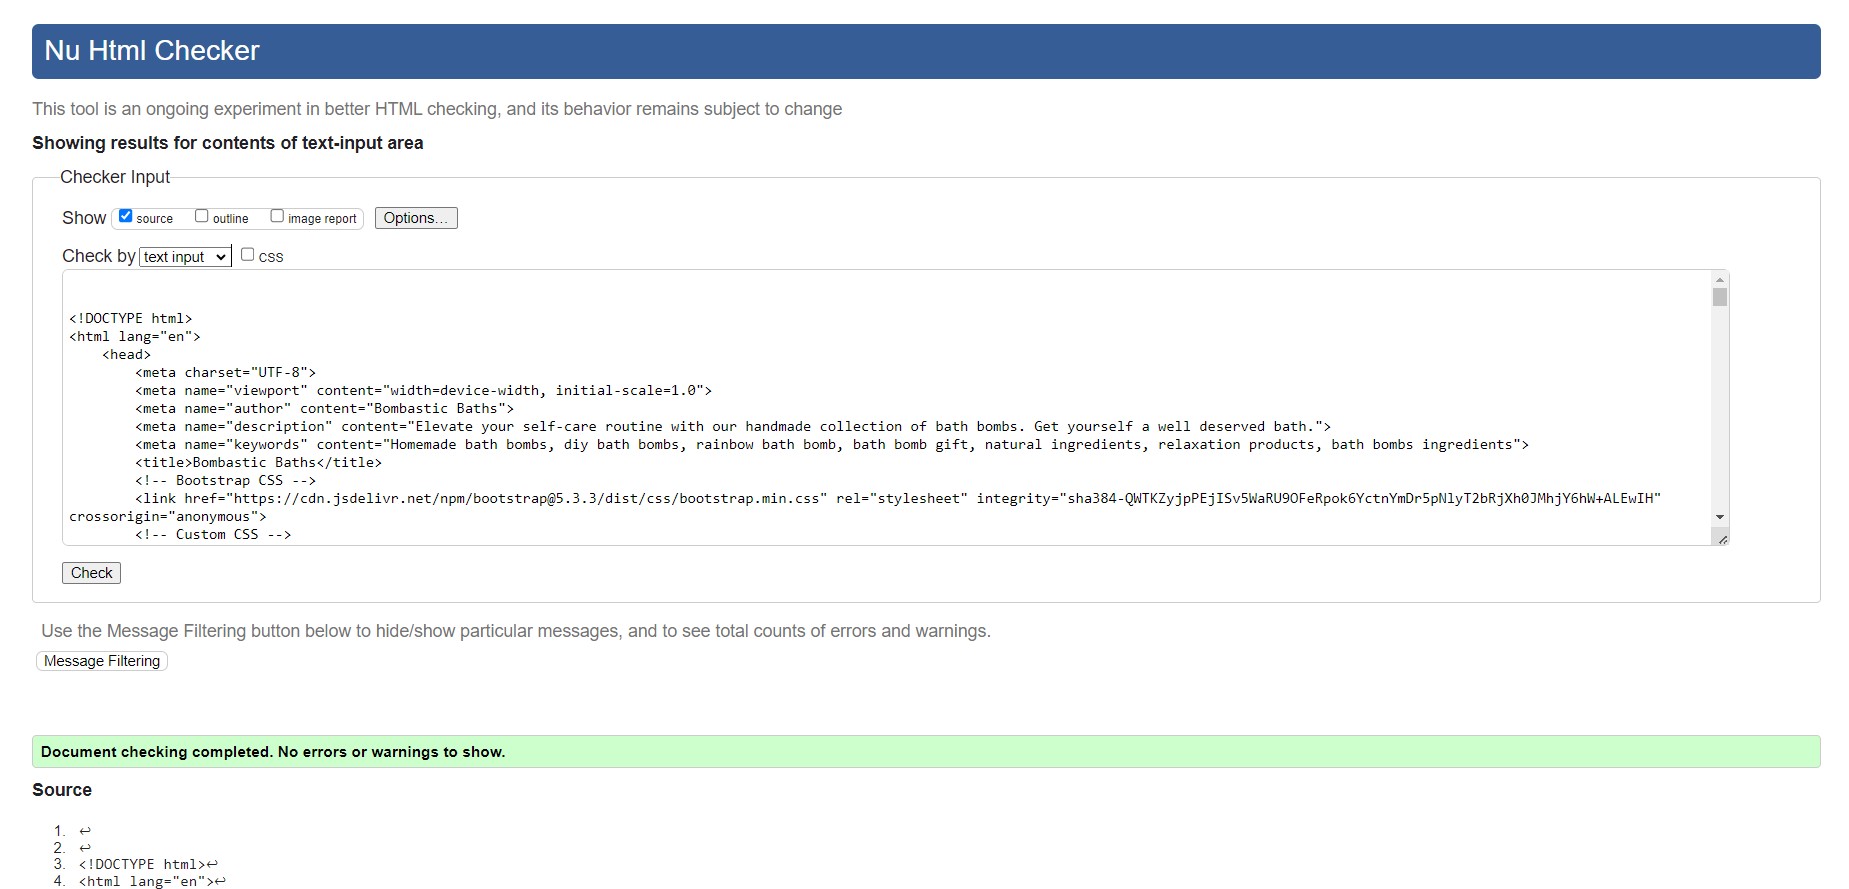 Nu Html Checker
This tool is an ongoing experiment in better HTML checking, and its behavior remains subject to change
Showing results for contents of text-input area
Checker Input
Show source outline image report Options...
Check by text input css
<!DOCTYPE html>
<html lang="en">
    <head>
        <meta charset="UTF-8">
        <meta name="viewport" content="width=device-width, initial-scale=1.0">
        <meta name="author" content="Bombastic Baths">
        <meta name="description" content="Elevate your self-care routine with our handmade collection of bath bombs. Get yourself a well deserved bath.">
        <meta name="keywords" content="Homemade bath bombs, diy bath bombs, rainbow bath bomb, bath bomb gift, natural ingredients, relaxation products, bath bombs ingredients">
        <title>Bombastic Baths</title>
        <!-- Bootstrap CSS -->
        <link href="https://cdn.jsdelivr.net/npm/bootstrap@5.3.3/dist/css/bootstrap.min.css" rel="stylesheet" integrity="sha384-QWTKZyjpPEjISv5WaRU9OFeRpok6YctnYmDr5pNlyT2bRjXh0JMhjY6hW+ALEwIH"
crossorigin="anonymous">
        <!-- Custom CSS -->
Check
Use the Message Filtering button below to hide/show particular messages, and to see total counts of errors and warnings.
Message Filtering
Document checking completed. No errors or warnings to show.
Source
1. ↩
2. ↩
3. <!DOCTYPE html>↩
4. <html lang="en">↩